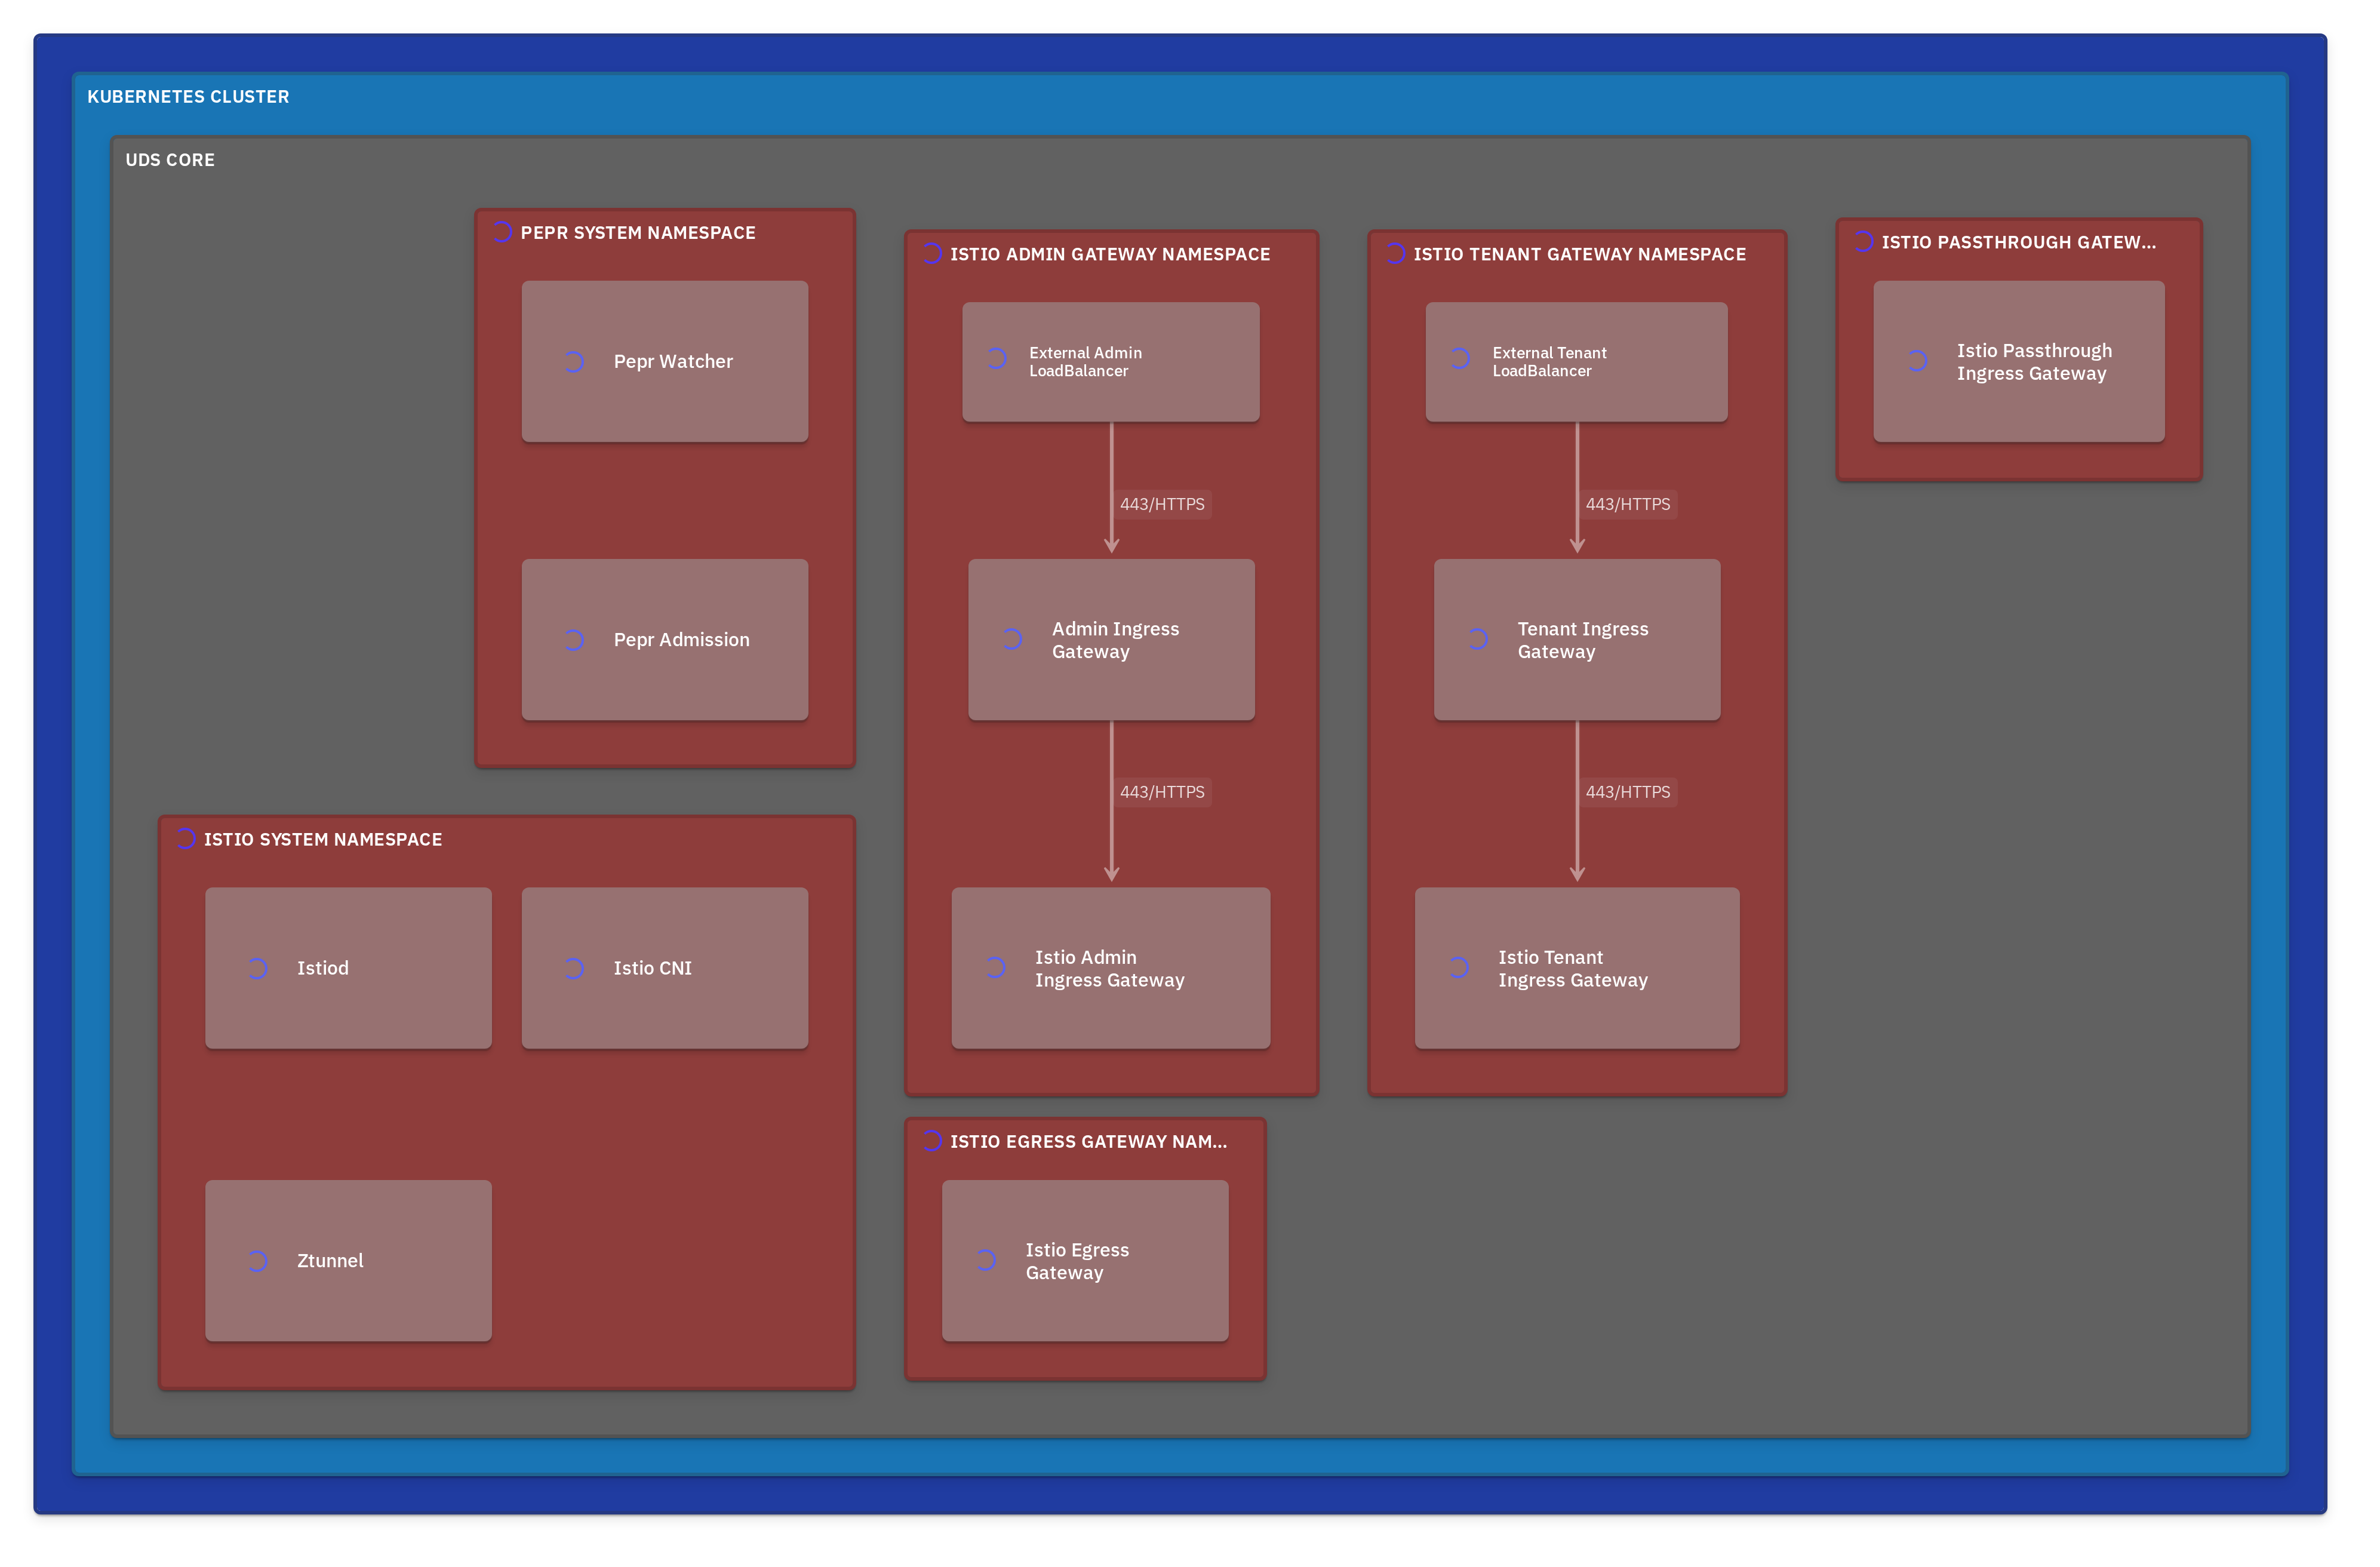 KUBERNETES CLUSTER
UDS CORE
PEPR SYSTEM NAMESPACE
Pepr Watcher
Pepr Admission
ISTIO ADMIN GATEWAY NAMESPACE
External Admin
LoadBalancer
443/HTTPS
Admin Ingress
Gateway
443/HTTPS
Istio Admin
Ingress Gateway
ISTIO TENANT GATEWAY NAMESPACE
External Tenant
LoadBalancer
443/HTTPS
Tenant Ingress
Gateway
443/HTTPS
Istio Tenant
Ingress Gateway
ISTIO PASSTHROUGH GATEW...
Istio Passthrough
Ingress Gateway
ISTIO SYSTEM NAMESPACE
Istiod
Istio CNI
Ztunnel
ISTIO EGRESS GATEWAY NAM...
Istio Egress
Gateway